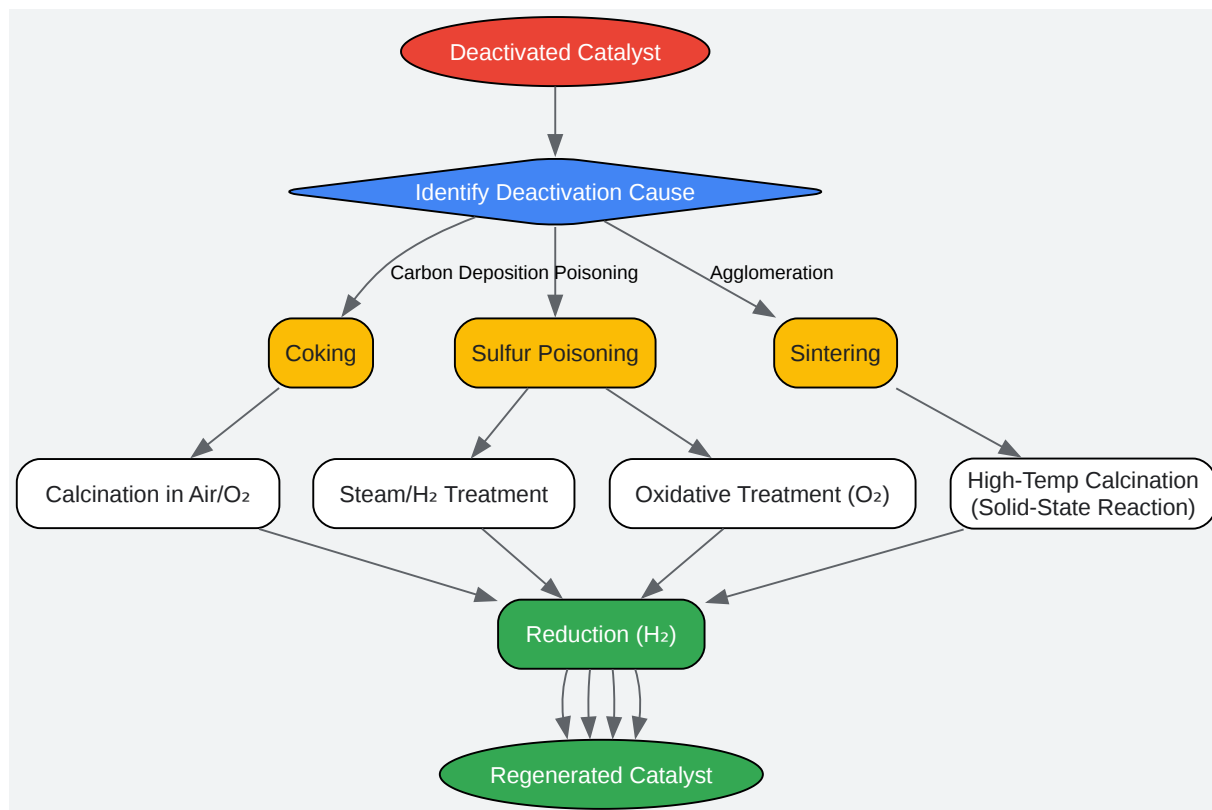 Deactivated Catalyst
Identify Deactivation Cause
Carbon Deposition
Poisoning
Agglomeration
Coking
Sulfur Poisoning
Sintering
Calcination in Air/O₂
Steam/H₂ Treatment
Oxidative Treatment (O₂)
High-Temp Calcination
(Solid-State Reaction)
Reduction (H₂)
Regenerated Catalyst